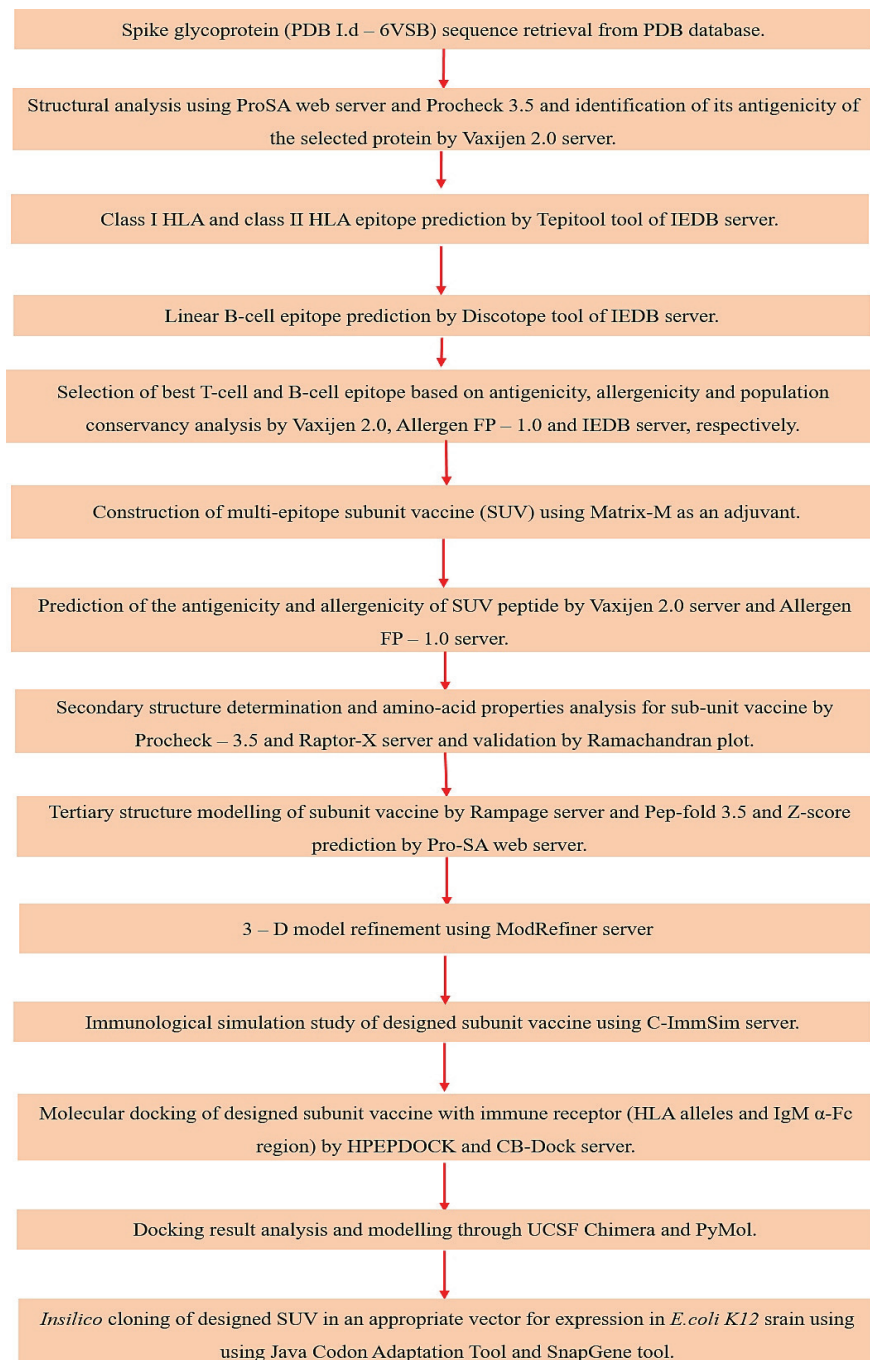 Spike glycoprotein (PDB I.d – 6VSB) sequence retrieval from PDB database.
Structural analysis using ProSA web server and Procheck 3.5 and identification of its antigenicity of
the selected protein by Vaxijen 2.0 server.
Class I HLA and class II HLA epitope prediction by Tepitool tool of IEDB server.
Linear B-cell epitope prediction by Discotope tool of IEDB server.
Selection of best T-cell and B-cell epitope based on antigenicity, allergenicity and population
conservancy analysis by Vaxijen 2.0, Allergen FP – 1.0 and IEDB server, respectively.
Construction of multi-epitope subunit vaccine (SUV) using Matrix-M as an adjuvant.
Prediction of the antigenicity and allergenicity of SUV peptide by Vaxijen 2.0 server and Allergen
FP – 1.0 server.
Secondary structure determination and amino-acid properties analysis for sub-unit vaccine by
Procheck – 3.5 and Raptor-X server and validation by Ramachandran plot.
Tertiary structure modelling of subunit vaccine by Rampage server and Pep-fold 3.5 and Z-score
prediction by Pro-SA web server.
3 – D model refinement using ModRefiner server
Immunological simulation study of designed subunit vaccine using C-ImmSim server.
Molecular docking of designed subunit vaccine with immune receptor (HLA alleles and IgM α-Fc
region) by HPEPDOCK and CB-Dock server.
Docking result analysis and modelling through UCSF Chimera and PyMol.
Insilico cloning of designed SUV in an appropriate vector for expression in E.coli K12 srain using
using Java Codon Adaptation Tool and SnapGene tool.